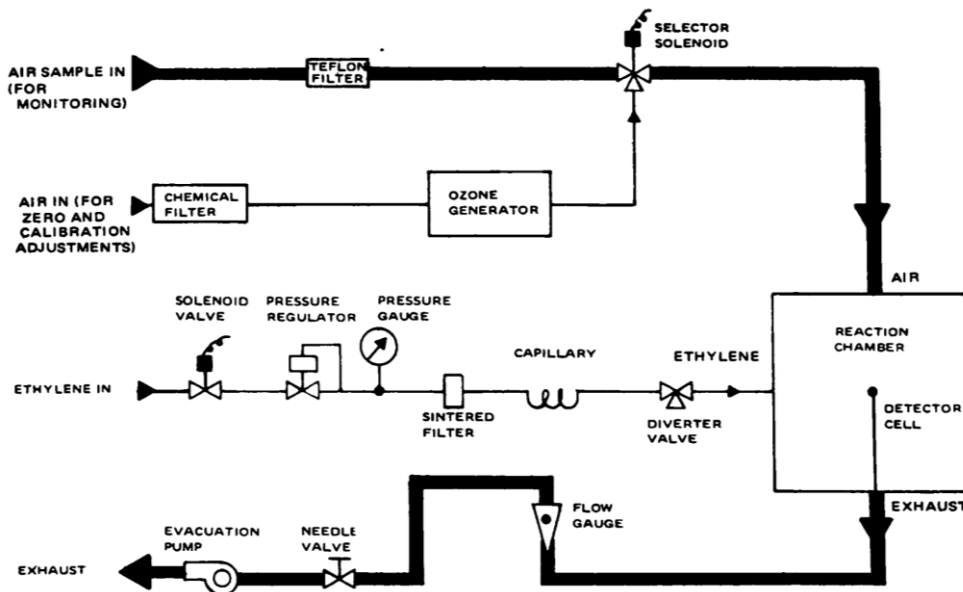 SELECTOR
SOLENOID
AIR SAMPLE IN
(FOR
MONITORING)
TEFLON
FILTER
AIR IN (FOR
ZERO AND
CALIBRATION
ADJUSTMENTS)
CHEMICAL
FILTER
OZONE
GENERATOR
AIR
SOLENOID
VALVE
PRESSURE
REGULATOR
PRESSURE
GAUGE
REACTION
CHAMBER
CAPILLARY
ETHYLENE
ETHYLENE IN
SINTERED
FILTER
DIVERTER
VALVE
DETECTOR
CELL
EXHAUST
FLOW
GAUGE
EVACUATION
PUMP
NEEDLE
VALVE
EXHAUST